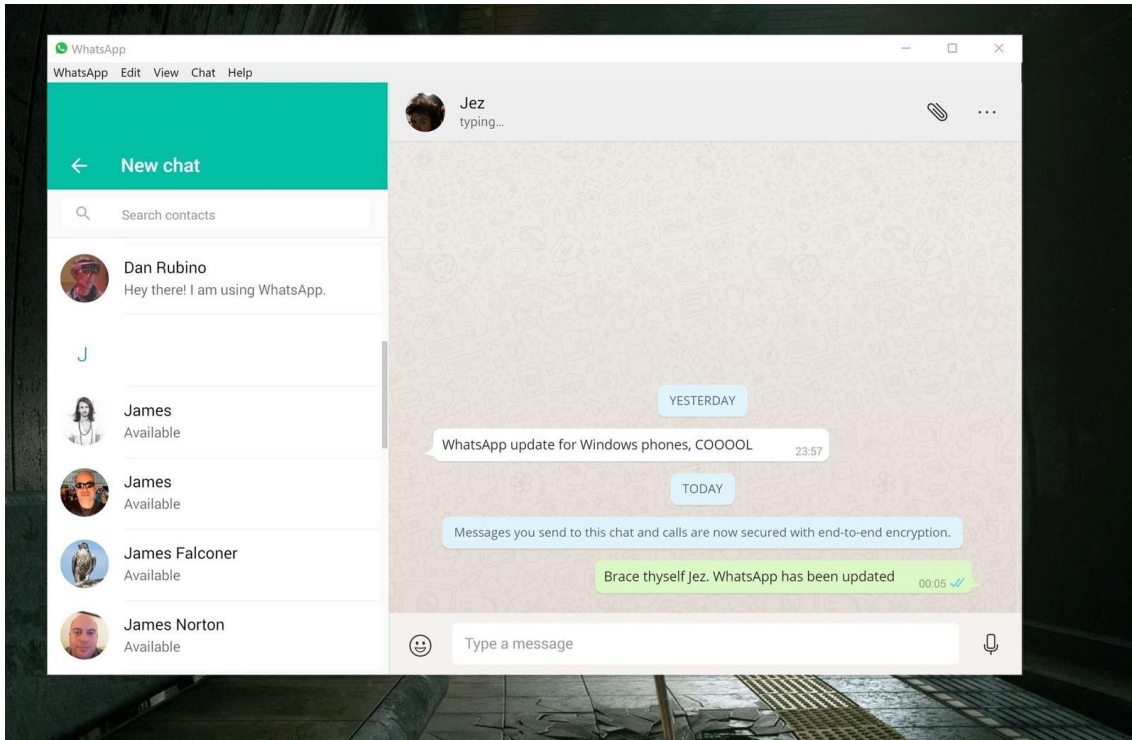 WhatsApp
WhatsApp Edit View Chat Help
New chat
Search contacts
Dan Rubino
Hey there! I am using WhatsApp.
J
James
Available
James
Available
James Falconer
Available
James Norton
Available
Jez
typing...
YESTERDAY
WhatsApp update for Windows phones, COOOOL 23:57
TODAY
Messages you send to this chat and calls are now secured with end-to-end encryption.
Brace thyself Jez. WhatsApp has been updated 00:05
Type a message